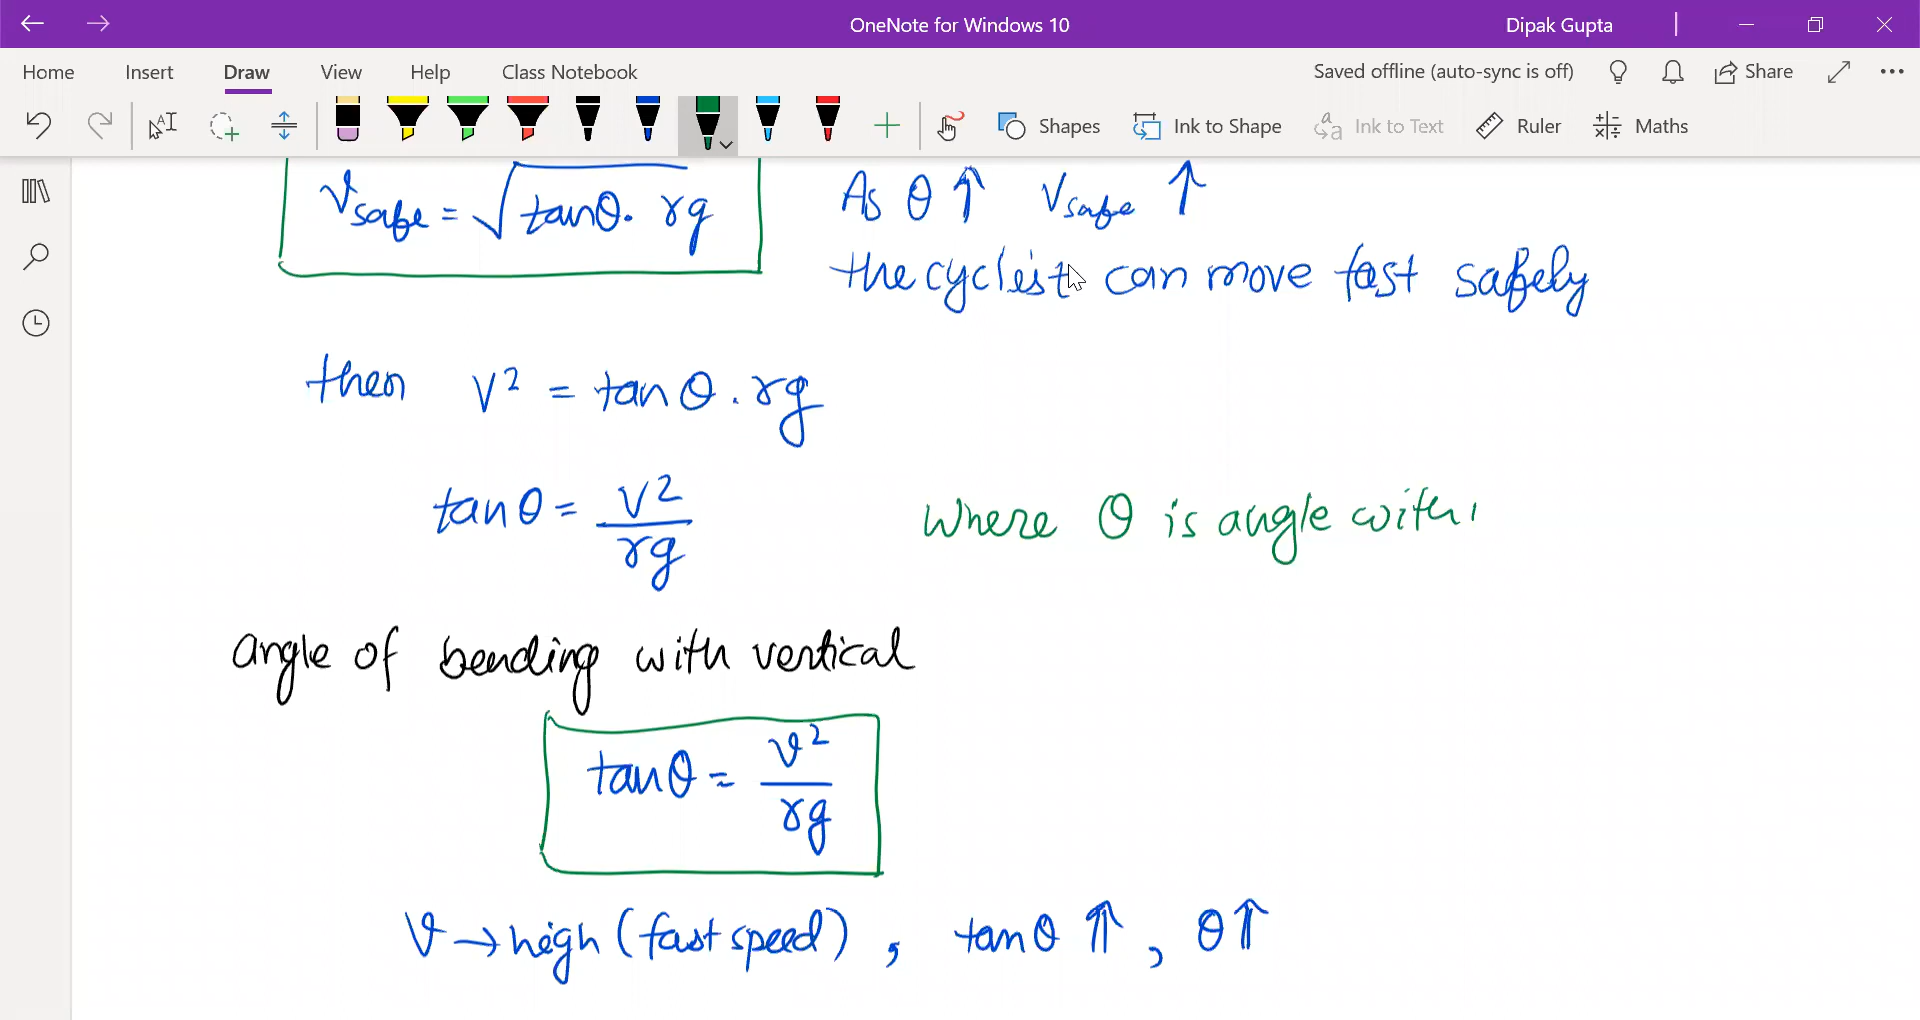 OneNote for Windows 10
Dipak Gupta
Home Insert Draw View Help Class Notebook
Saved offline (auto-sync is off) Share
Shapes Ink to Shape Ink to Text Ruler Maths
Vsafe = √tanθ. rg
As θ ↑ Vsafe ↑
the cyclist can move fast safely
then V² = tan θ . rg
tan θ = V²/rg
where θ is angle with
angle of bending with vertical
tanθ = v²/rg
v → high (fast speed) , tan θ ↑ , θ ↑